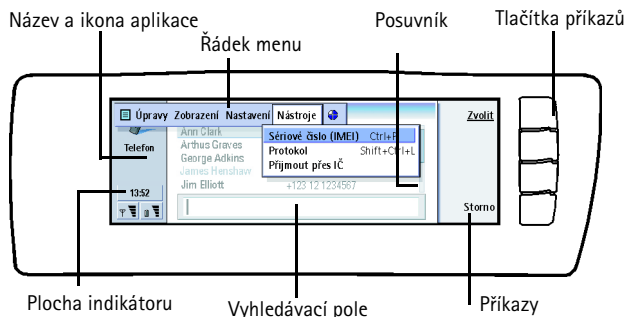 Název a ikona aplikace
Řádek menu
Posuvník
Tlačítka příkazů
Úpravy Zobrazení Nastavení Nástroje
Zvolit
Telefon
Ann Clark
Arthus Graves
George Adkins
James Henshaw
Jim Elliott +123 12 1234567
Sériové číslo (IMEI) Ctrl+
Protokol Shift+Ctrl+L
Přijmout přes IČ
13:52
Storno
Plocha indikátoru
Vyhledávací pole
Příkazy